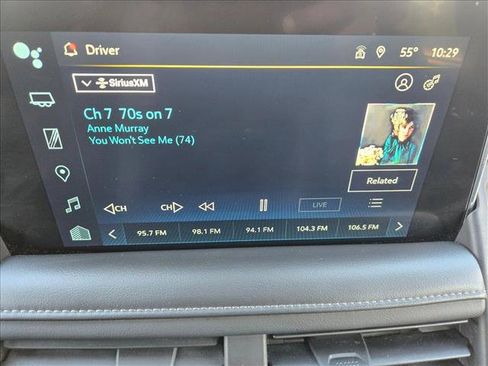 Driver
55° 10:29
SiriusXM
Ch 7 70s on 7
Anne Murray
You Won't See Me (74)
Related
CH CH LIVE
95.7 FM 98.1 FM 94.1 FM 104.3 FM 106.5 FM